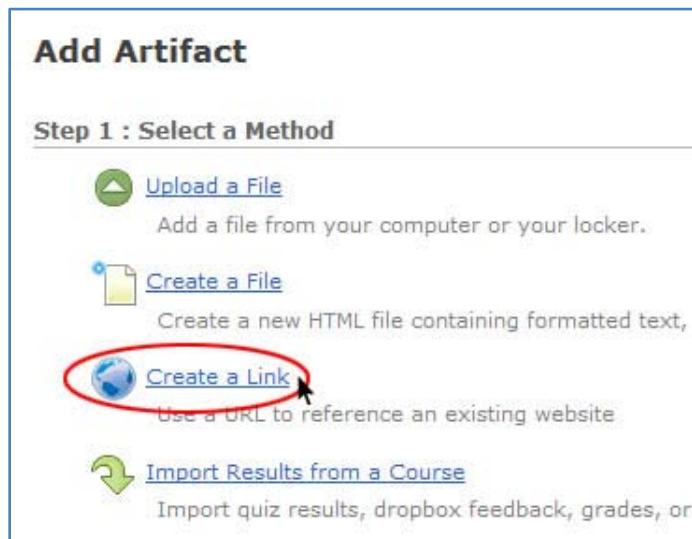 Add Artifact
Step 1 : Select a Method
Upload a File
Add a file from your computer or your locker.
Create a File
Create a new HTML file containing formatted text,
Create a Link
Use a URL to reference an existing website
Import Results from a Course
Import quiz results, dropbox feedback, grades, or